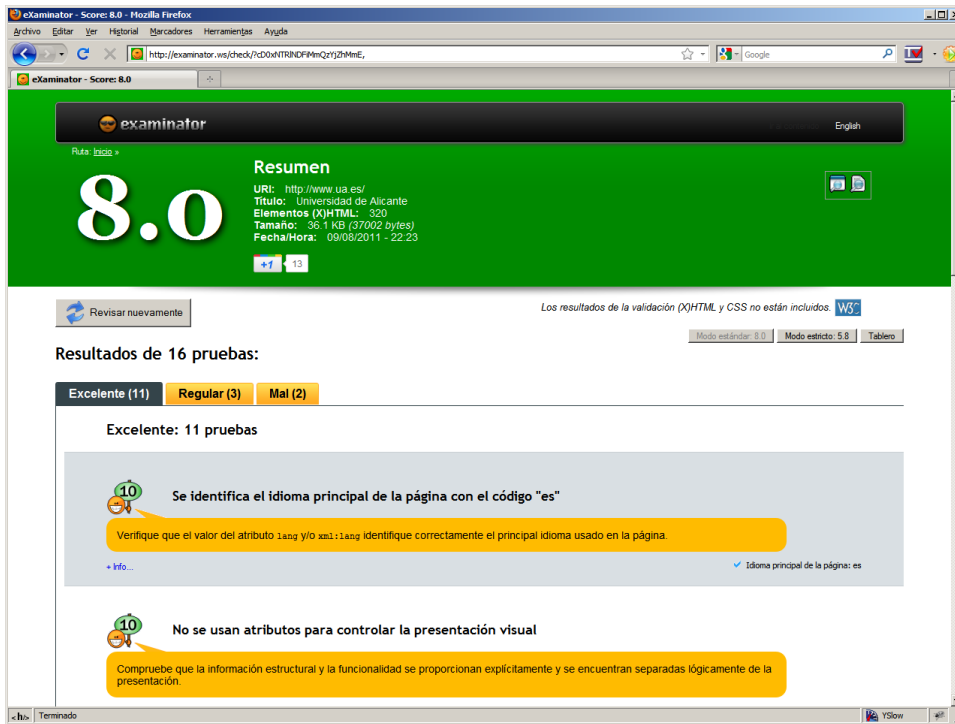 eXaminator - Score: 8.0 - Mozilla Firefox
Archivo Editar Ver Historial Marcadores Herramientas Ayuda
Google
eXaminator - Score: 8.0
examinator
English
Ruta: Inicio »
8.0
Resumen
URI: http://www.ua.es/
Título: Universidad de Alicante
Elementos (X)HTML: 320
Tamaño: 36.1 KB (37002 bytes)
Fecha/Hora: 09/08/2011 - 22:23
+1 13
Revisar nuevamente
Los resultados de la validación (X)HTML y CSS no están incluidos. W3C
Modo estándar: 8.0 Modo estricto: 5.8 Tablero
Resultados de 16 pruebas:
Excelente (11) Regular (3) Mal (2)
Excelente: 11 pruebas
10
Se identifica el idioma principal de la página con el código "es"
Verifique que el valor del atributo lang y/o xml:lang identifique correctamente el principal idioma usado en la página.
+ Info...
Idioma principal de la página: es
10
No se usan atributos para controlar la presentación visual
Compruebe que la información estructural y la funcionalidad se proporcionan explícitamente y se encuentran separadas lógicamente de la
presentación.
<h/> Terminado
YSlow